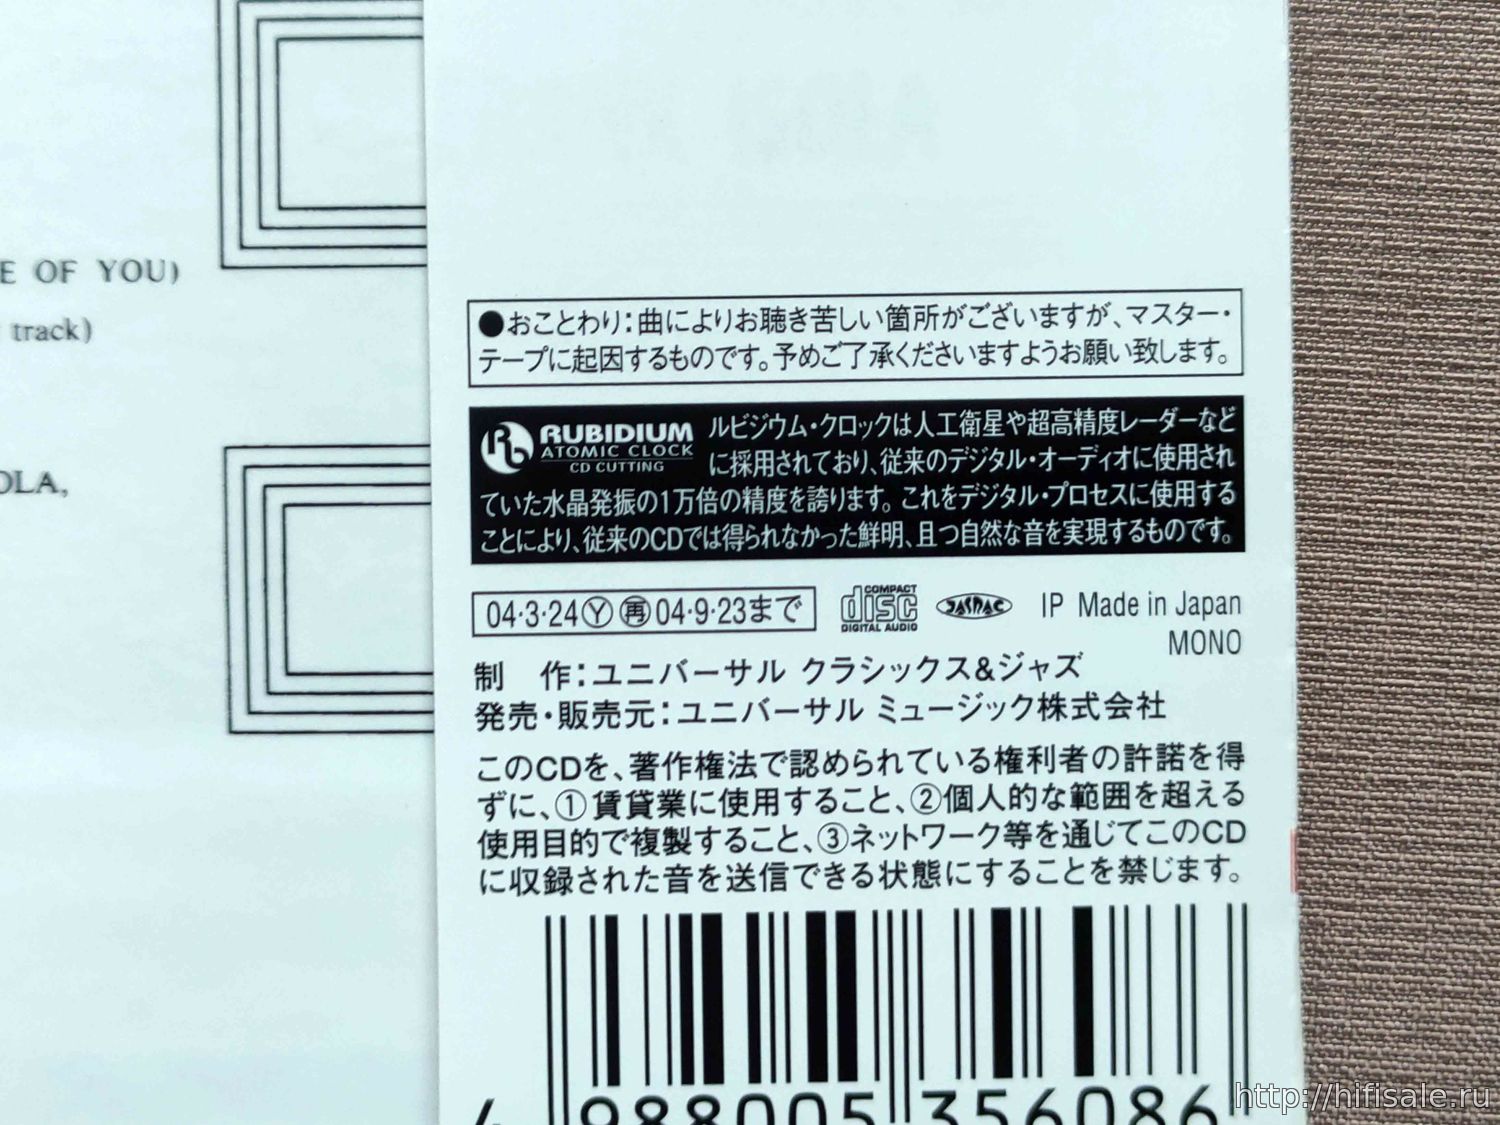 E OF YOU)
track)
OLA,
●おことわり:曲によりお聴き苦しい箇所がございますが、マスター・
テープに起因するものです。予めご了承くださいますようお願い致します。
RUBIDIUM
ATOMIC CLOCK
CD CUTTING
ルビジウム・クロックは人工衛星や超高精度レーダーなど
に採用されており、従来のデジタル・オーディオに使用され
ていた水晶発振の1万倍の精度を誇ります。これをデジタル・プロセスに使用する
ことにより、従来のCDでは得られなかった鮮明、且つ自然な音を実現するものです。
04・3・24Ⓨ㊢04・9・23まで
COMPACT
disc
DIGITAL AUDIO
JASRAC
IP Made in Japan
MONO
制 作:ユニバーサル クラシックス&ジャズ
発売・販売元:ユニバーサル ミュージック株式会社
このCDを、著作権法で認められている権利者の許諾を得
ずに、①賃貸業に使用すること、②個人的な範囲を超える
使用目的で複製すること、③ネットワーク等を通じてこのCD
に収録された音を送信できる状態にすることを禁じます。
4 988005 356086
http://hifisale.ru